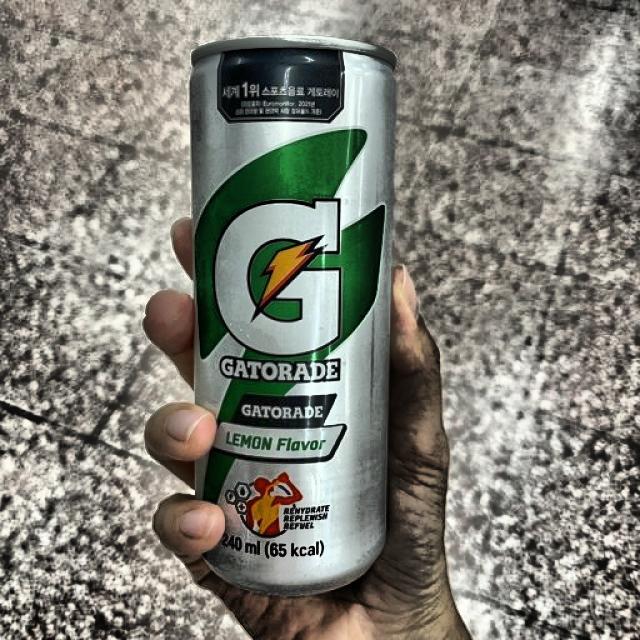 세계 1위 스포츠음료 게토레이
G
GATORADE
GATORADE
LEMON Flavor
REHYDRATE
REPLENISH
REFUEL
240 ml (65 kcal)